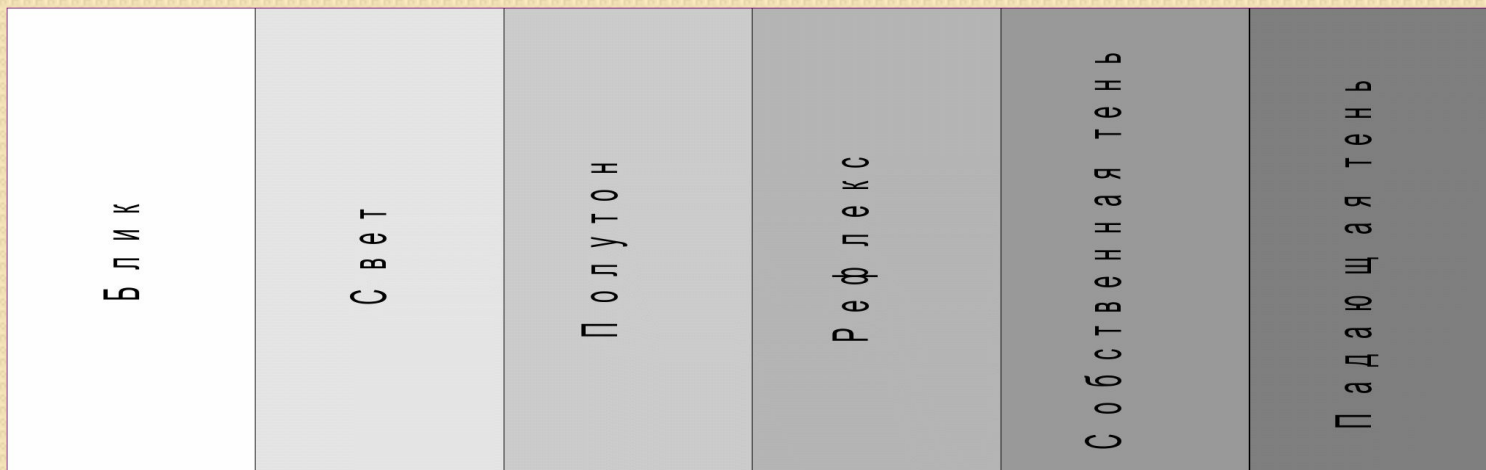 Блик
Свет
Полутон
Рефлекс
Собственная тень
Падающая тень